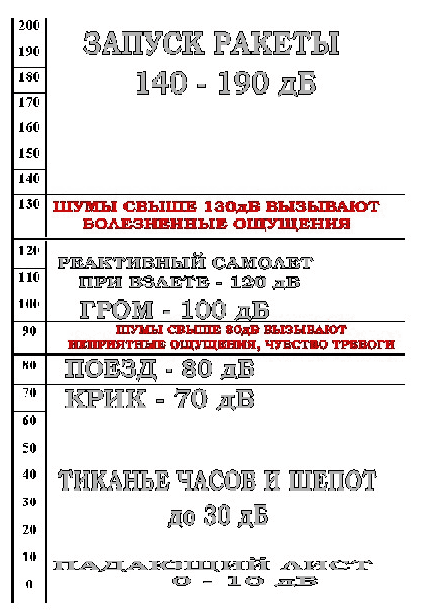 200
ЗАПУСК РАКЕТЫ
190
140 - 190 дБ
180
170
160
150
140
130
ШУМЫ СВЫШЕ 130дБ ВЫЗЫВАЮТ
БОЛЕЗНЕННЫЕ ОЩУЩЕНИЯ
120
РЕАКТИВНЫЙ САМОЛЕТ
110
ПРИ ВЗЛЕТЕ - 120 дБ
100
ГРОМ - 100 дБ
90
ШУМЫ СВЫШЕ 80дБ ВЫЗЫВАЮТ
НЕПРИЯТНЫЕ ОЩУЩЕНИЯ, ЧУВСТВО ТРЕВОГИ
80
ПОЕЗД - 80 дБ
70
КРИК - 70 дБ
60
50
40
ТИКАНЬЕ ЧАСОВ И ШЕПОТ
30
до 30 дБ
20
10
ПАДАЮЩИЙ ЛИСТ
0
0 - 10 дБ